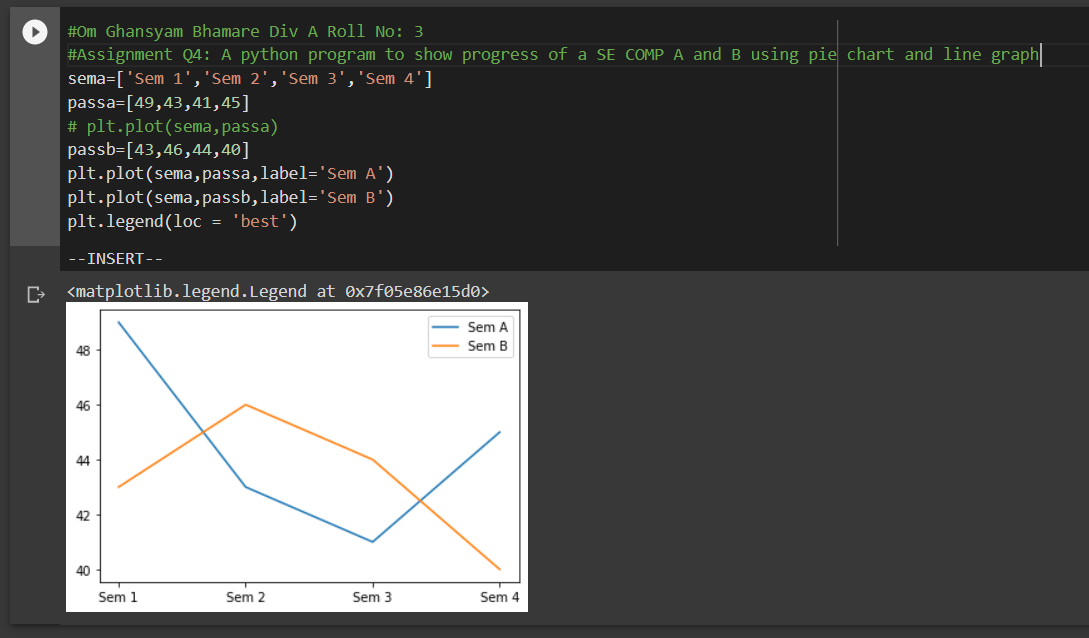 #Om Ghansyam Bhamare Div A Roll No: 3
#Assignment Q4: A python program to show progress of a SE COMP A and B using pie chart and line graph
sema=['Sem 1','Sem 2','Sem 3','Sem 4']
passa=[49,43,41,45]
# plt.plot(sema,passa)
passb=[43,46,44,40]
plt.plot(sema,passa,label='Sem A')
plt.plot(sema,passb,label='Sem B')
plt.legend(loc = 'best')
--INSERT--
<matplotlib.legend.Legend at 0x7f05e86e15d0>
Sem A
Sem B
48
46
44
42
40
Sem 1 Sem 2 Sem 3 Sem 4